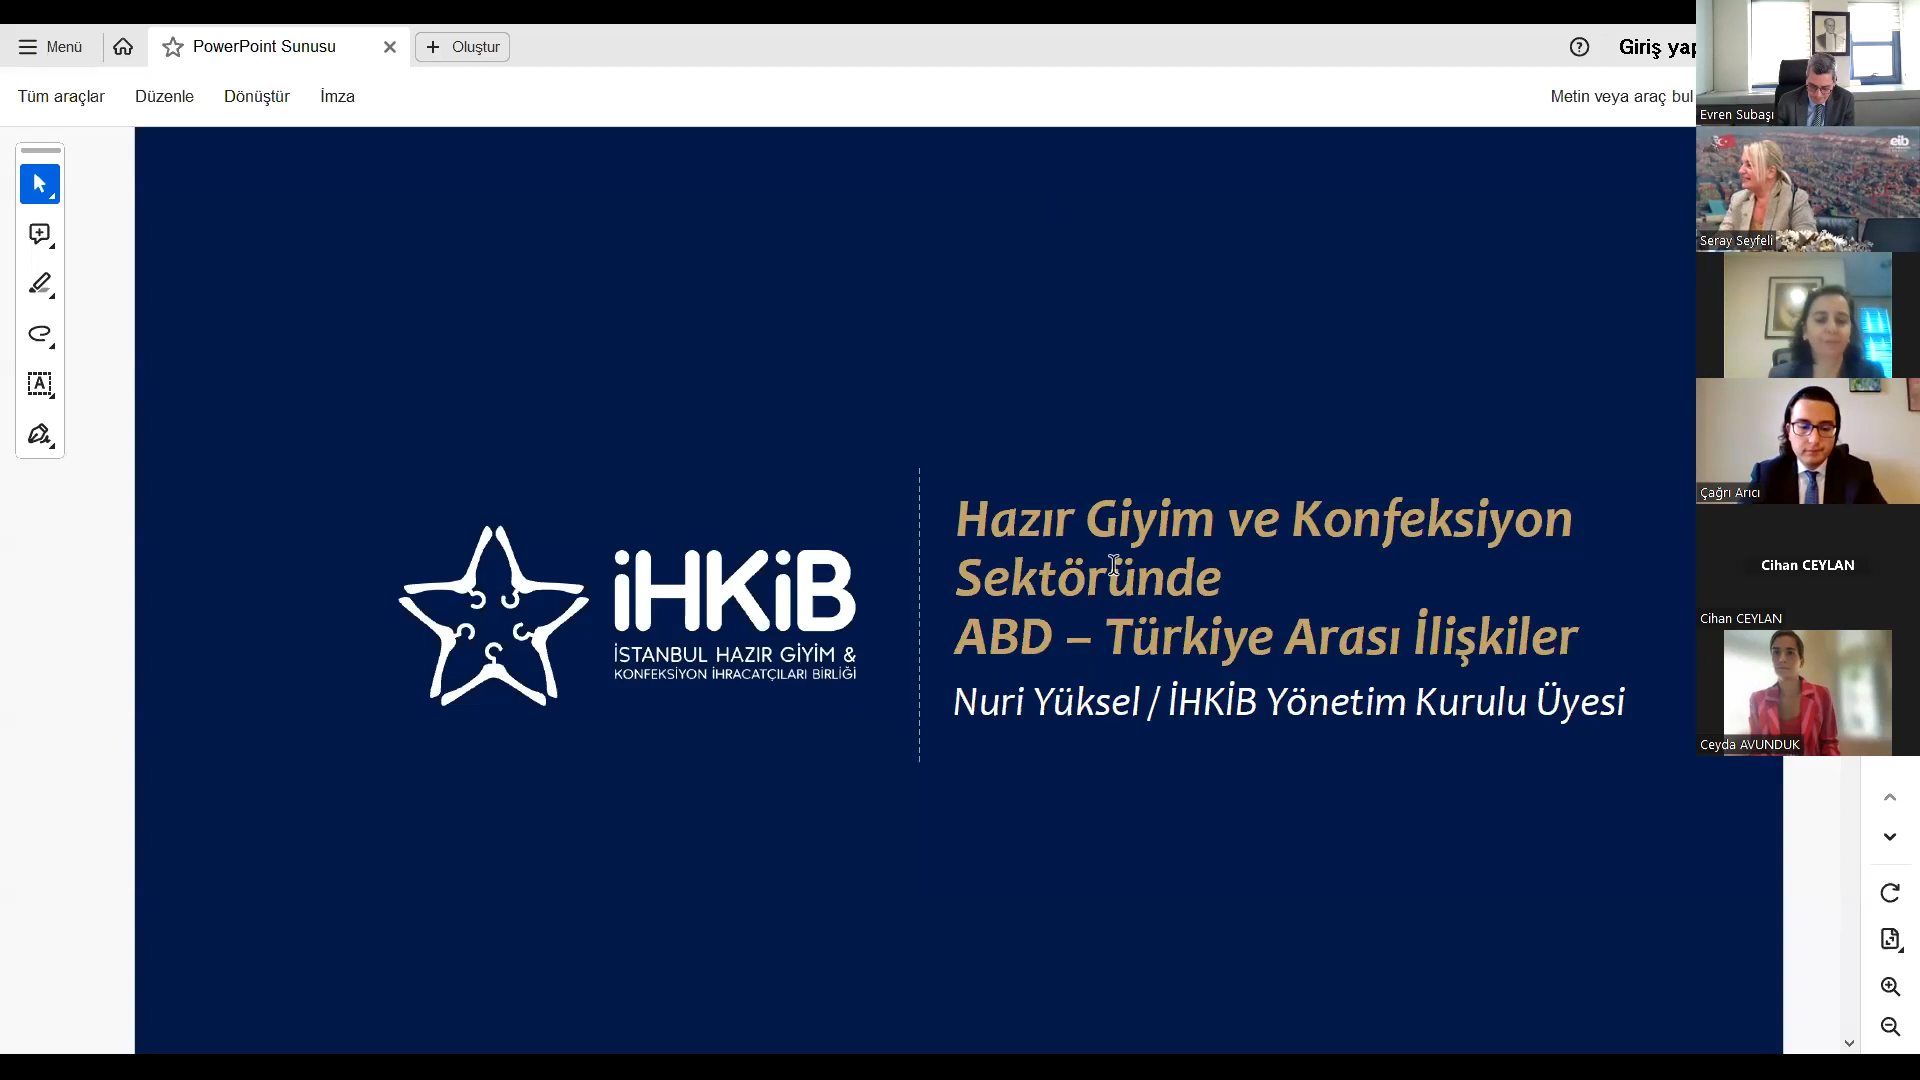 Menü
PowerPoint Sunusu
Oluştur
Giriş yap
Tüm araçlar
Düzenle
Dönüştür
İmza
Metin veya araç bul
iHKiB
İSTANBUL HAZIR GİYİM &
KONFEKSİYON İHRACATÇILARI BİRLİĞİ
Hazır Giyim ve Konfeksiyon
Sektöründe
ABD – Türkiye Arası İlişkiler
Nuri Yüksel / İHKİB Yönetim Kurulu Üyesi
Evren Subaşı
eib
Seray Seyfeli
Çağrı Arıcı
Cihan CEYLAN
Cihan CEYLAN
Ceyda AVUNDUK